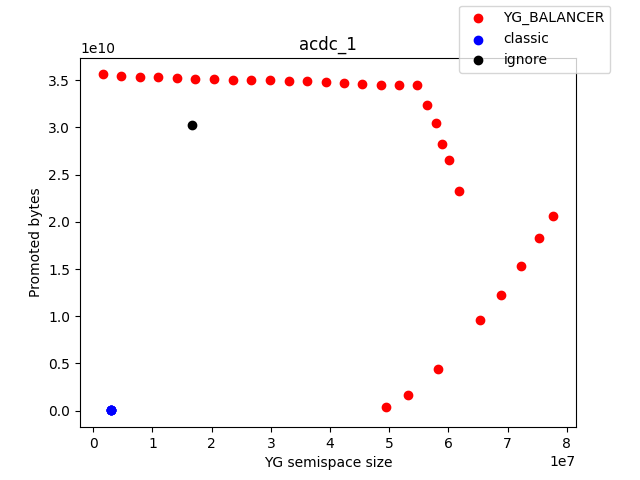 acdc_1
1e10
YG_BALANCER
classic
ignore
3.5
3.0
2.5
2.0
1.5
1.0
0.5
0.0
Promoted bytes
0 1 2 3 4 5 6 7 8
YG semispace size
1e7